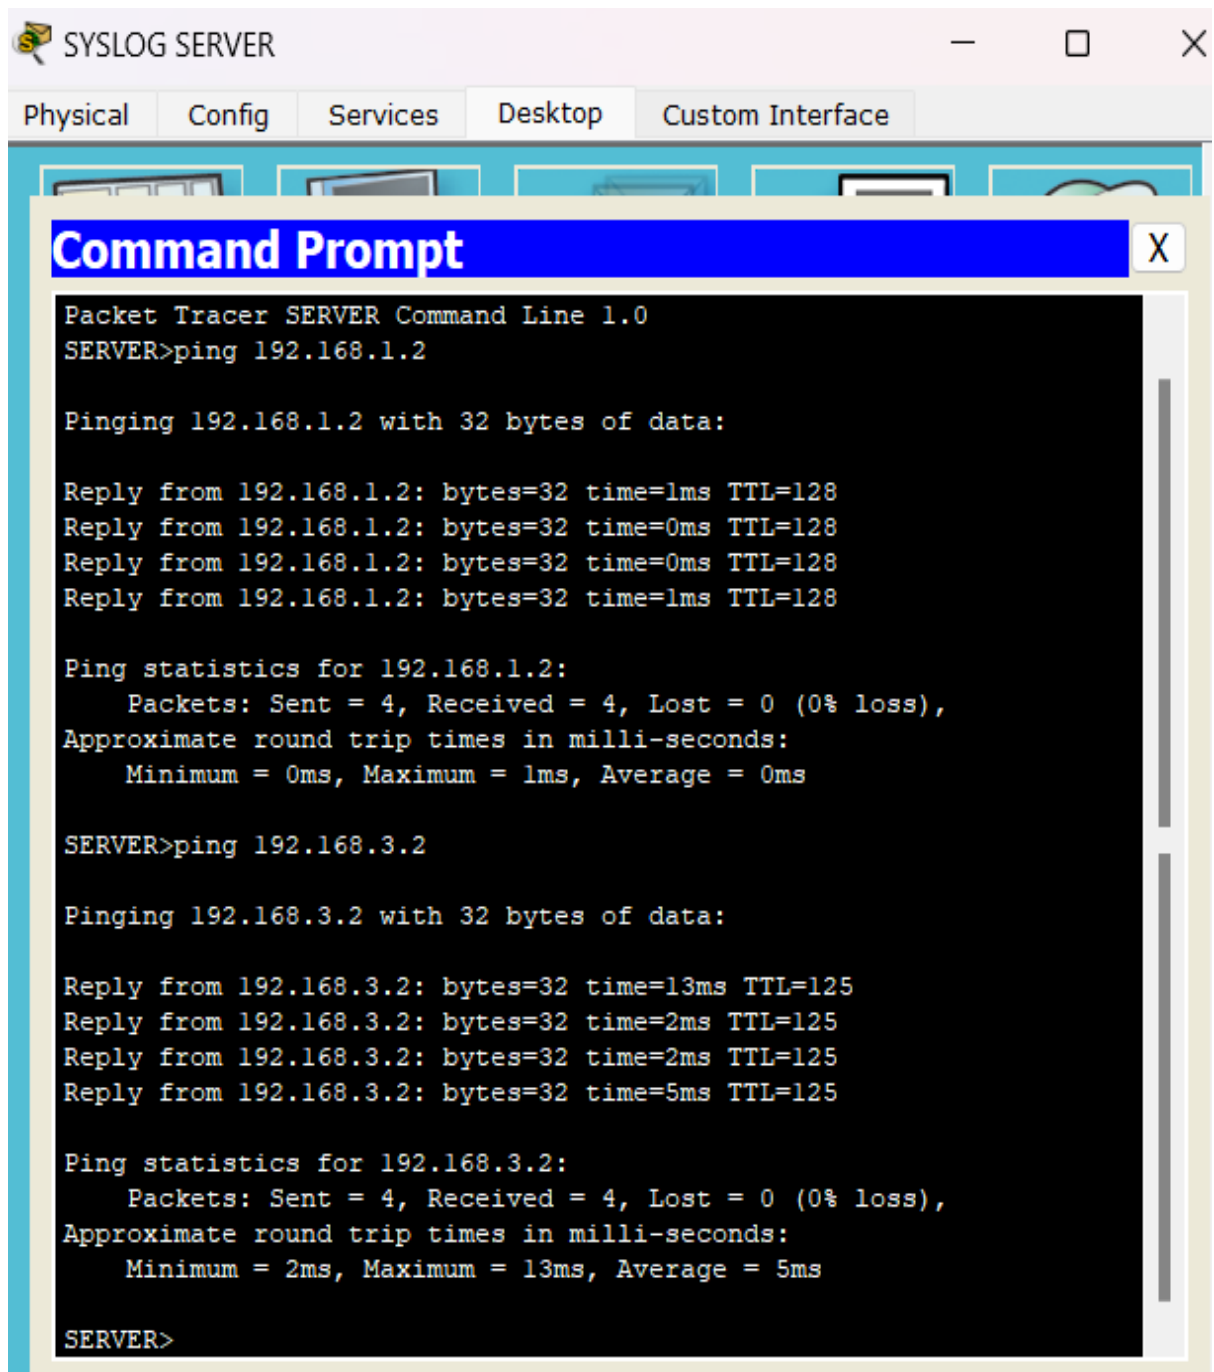 SYSLOG SERVER
Physical Config Services Desktop Custom Interface
Command Prompt X
Packet Tracer SERVER Command Line 1.0
SERVER>ping 192.168.1.2
Pinging 192.168.1.2 with 32 bytes of data:
Reply from 192.168.1.2: bytes=32 time=1ms TTL=128
Reply from 192.168.1.2: bytes=32 time=0ms TTL=128
Reply from 192.168.1.2: bytes=32 time=0ms TTL=128
Reply from 192.168.1.2: bytes=32 time=1ms TTL=128
Ping statistics for 192.168.1.2:
Packets: Sent = 4, Received = 4, Lost = 0 (0% loss),
Approximate round trip times in milli-seconds:
Minimum = 0ms, Maximum = 1ms, Average = 0ms
SERVER>ping 192.168.3.2
Pinging 192.168.3.2 with 32 bytes of data:
Reply from 192.168.3.2: bytes=32 time=13ms TTL=125
Reply from 192.168.3.2: bytes=32 time=2ms TTL=125
Reply from 192.168.3.2: bytes=32 time=2ms TTL=125
Reply from 192.168.3.2: bytes=32 time=5ms TTL=125
Ping statistics for 192.168.3.2:
Packets: Sent = 4, Received = 4, Lost = 0 (0% loss),
Approximate round trip times in milli-seconds:
Minimum = 2ms, Maximum = 13ms, Average = 5ms
SERVER>